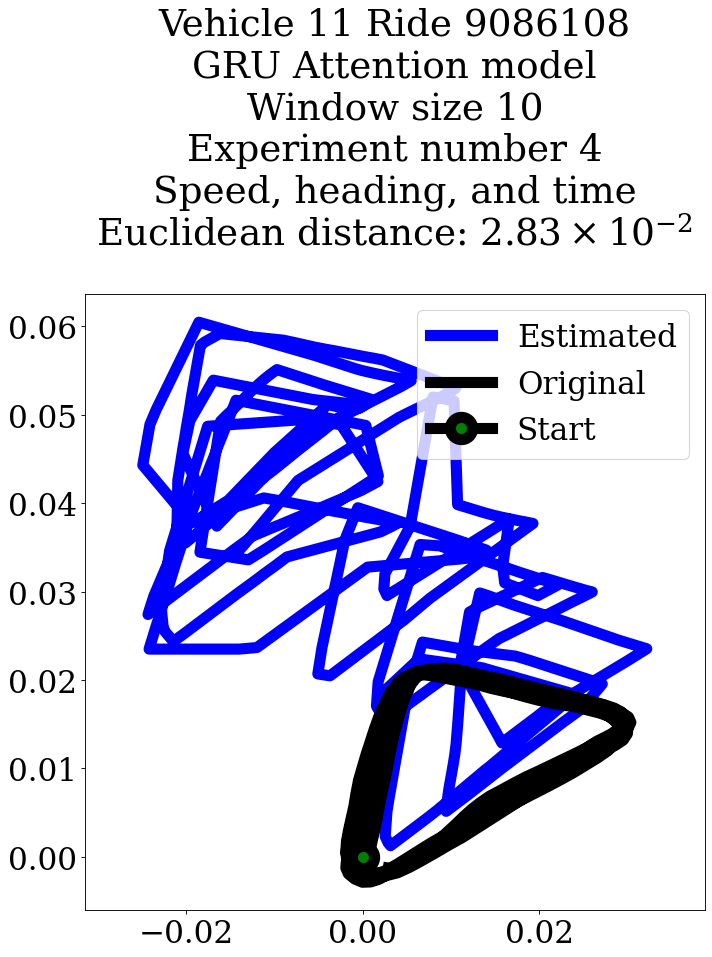 Vehicle 11 Ride 9086108
GRU Attention model
Window size 10
Experiment number 4
Speed, heading, and time
Euclidean distance: 2.83 × 10⁻²
Estimated
Original
Start
0.06
0.05
0.04
0.03
0.02
0.01
0.00
−0.02 0.00 0.02